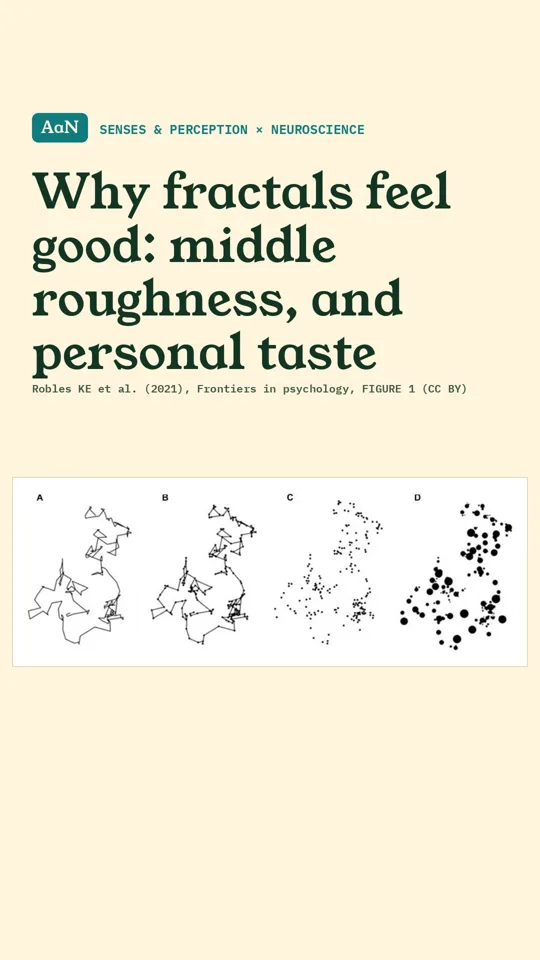 AaN
SENSES & PERCEPTION × NEUROSCIENCE
Why fractals feel
good: middle
roughness, and
personal taste
Robles KE et al. (2021), Frontiers in psychology, FIGURE 1 (CC BY)
A B C D